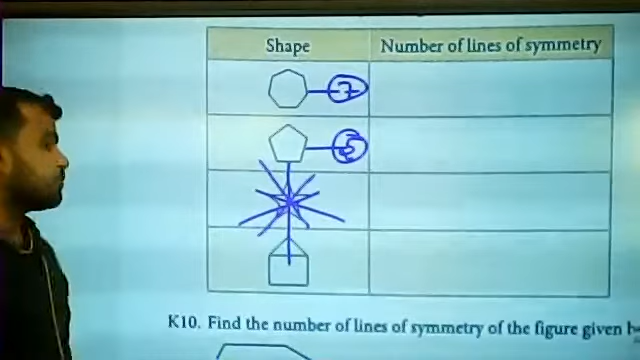 Shape Number of lines of symmetry
7
5
K10. Find the number of lines of symmetry of the figure given